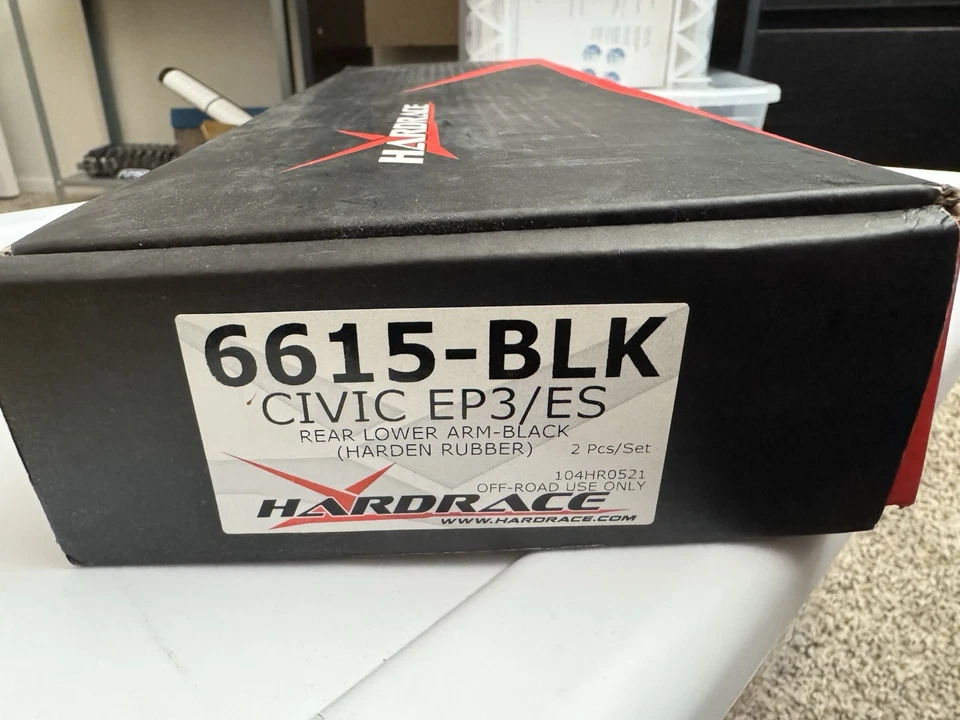 HARDRACE
6615-BLK
CIVIC EP3/ES
REAR LOWER ARM-BLACK
(HARDEN RUBBER) 2 Pcs/Set
104HR0521
OFF-ROAD USE ONLY
HARDRACE
WWW.HARDRACE.COM